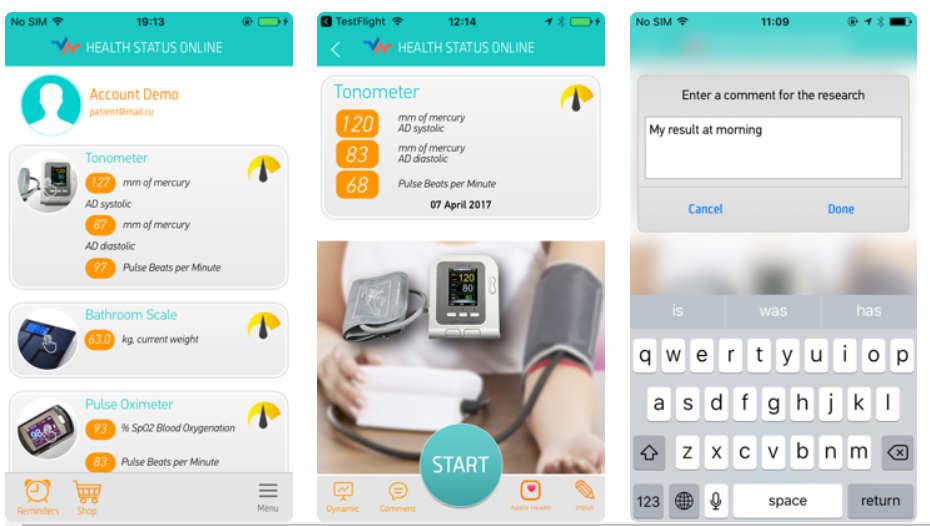 No SIM 19:13
HEALTH STATUS ONLINE
Account Demo
patient@mail.ru
Tonometer
127 mm of mercury
AD systolic
87 mm of mercury
AD diastolic
97 Pulse Beats per Minute
Bathroom Scale
63.0 kg, current weight
Pulse Oximeter
93 % SpO2 Blood Oxygenation
83 Pulse Beats per Minute
Reminders Shop Menu
TestFlight 12:14
HEALTH STATUS ONLINE
Tonometer
120 mm of mercury
AD systolic
83 mm of mercury
AD diastolic
68 Pulse Beats per Minute
07 April 2017
120
80
80
START
Dynamic Comment Apple Health Input
No SIM 11:09
Enter a comment for the research
My result at morning
Cancel Done
is was has
q w e r t y u i o p
a s d f g h j k l
z x c v b n m
123 space return